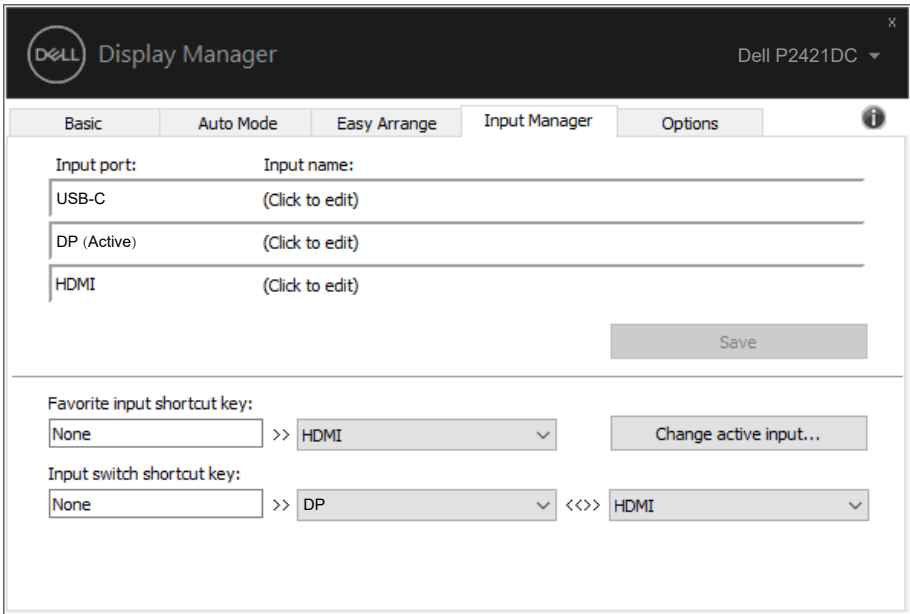 x
DELL Display Manager Dell P2421DC
Basic Auto Mode Easy Arrange Input Manager Options
Input port: Input name:
USB-C (Click to edit)
DP (Active) (Click to edit)
HDMI (Click to edit)
Save
Favorite input shortcut key:
None >> HDMI Change active input...
Input switch shortcut key:
None >> DP <<>> HDMI